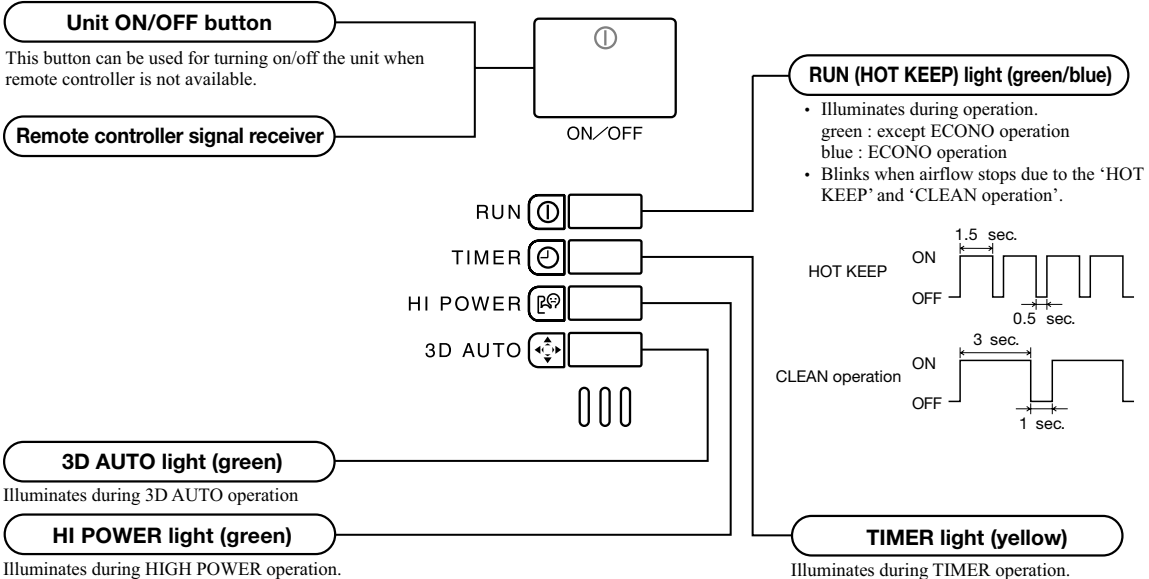 Unit ON/OFF button
This button can be used for turning on/off the unit when
remote controller is not available.
Remote controller signal receiver
ON/OFF
RUN (HOT KEEP) light (green/blue)
• Illuminates during operation.
green : except ECONO operation
blue : ECONO operation
• Blinks when airflow stops due to the ‘HOT
KEEP’ and ‘CLEAN operation’.
RUN
TIMER
HI POWER
3D AUTO
1.5 sec.
HOT KEEP
ON
OFF
0.5 sec.
3 sec.
CLEAN operation
ON
OFF
1 sec.
3D AUTO light (green)
Illuminates during 3D AUTO operation
HI POWER light (green)
Illuminates during HIGH POWER operation.
TIMER light (yellow)
Illuminates during TIMER operation.